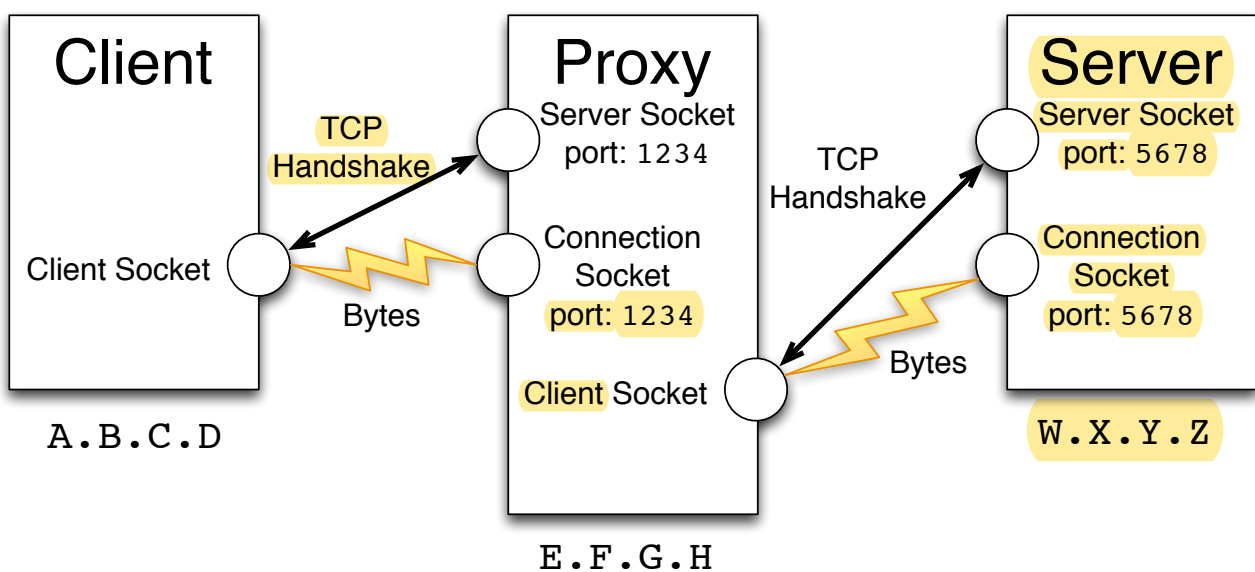 Client
TCP
Handshake
Client Socket
Bytes
A.B.C.D
Proxy
Server Socket
port: 1234
Connection
Socket
port: 1234
Client Socket
E.F.G.H
TCP
Handshake
Bytes
Server
Server Socket
port: 5678
Connection
Socket
port: 5678
W.X.Y.Z